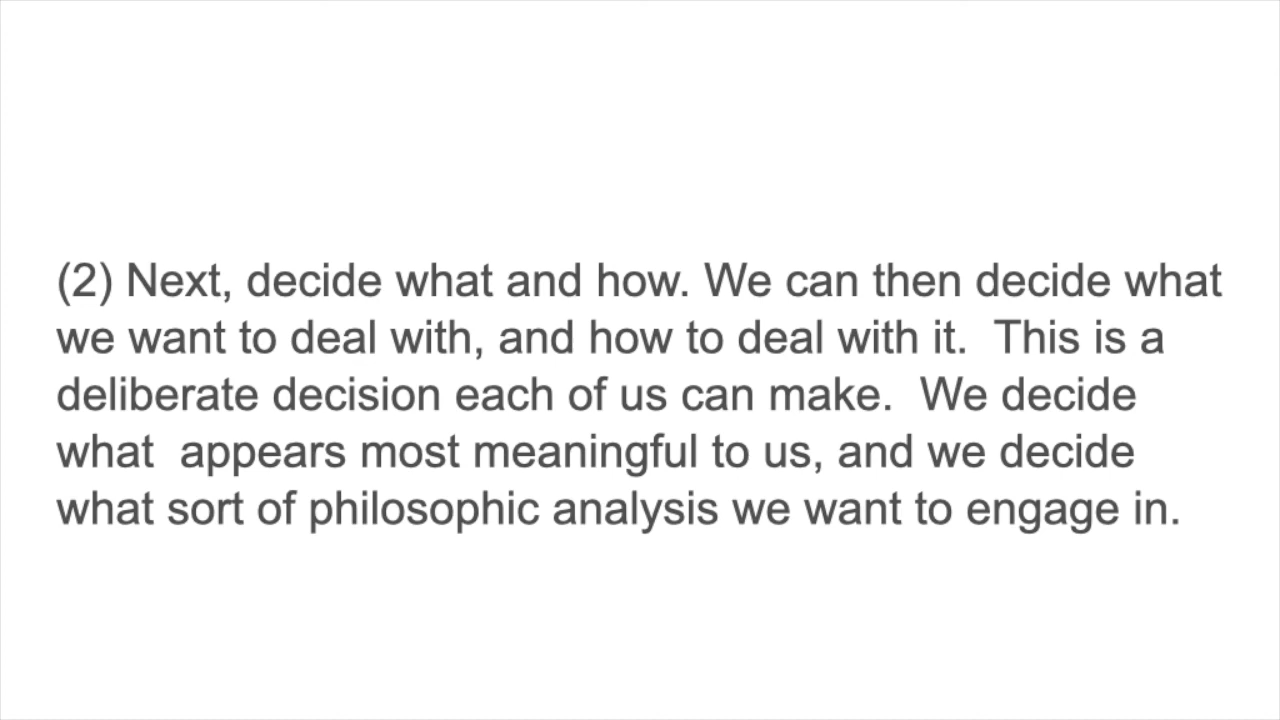 (2) Next, decide what and how. We can then decide what
we want to deal with, and how to deal with it.  This is a
deliberate decision each of us can make.  We decide
what  appears most meaningful to us, and we decide
what sort of philosophic analysis we want to engage in.